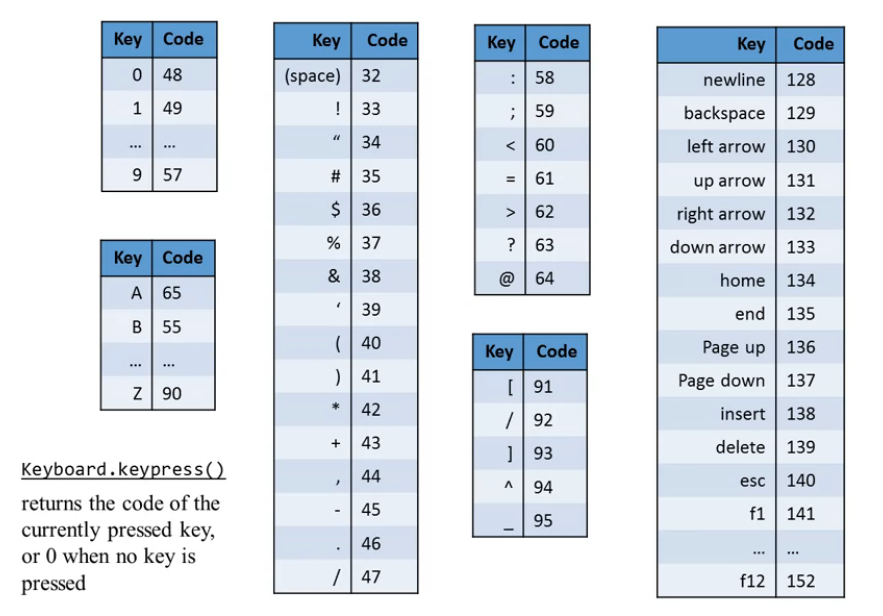 Key Code
0 48
1 49
... ...
9 57
Key Code
A 65
B 55
... ...
Z 90
Keyboard.keypress()
returns the code of the
currently pressed key,
or 0 when no key is
pressed
Key Code
(space) 32
! 33
“ 34
# 35
$ 36
% 37
& 38
‘ 39
( 40
) 41
* 42
+ 43
, 44
- 45
. 46
/ 47
Key Code
: 58
; 59
< 60
= 61
> 62
? 63
@ 64
Key Code
[ 91
/ 92
] 93
^ 94
_ 95
Key Code
newline 128
backspace 129
left arrow 130
up arrow 131
right arrow 132
down arrow 133
home 134
end 135
Page up 136
Page down 137
insert 138
delete 139
esc 140
f1 141
... ...
f12 152